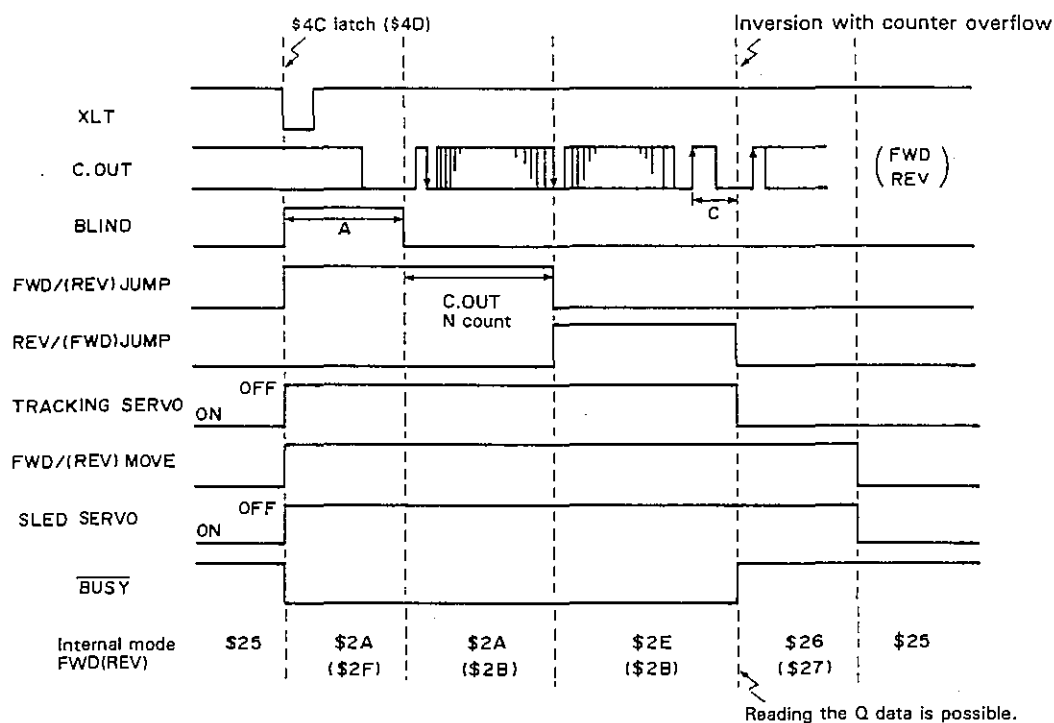 $4C latch ($4D)
Inversion with counter overflow
XLT
C.OUT
(FWD
REV)
BLIND
A
C
FWD/(REV) JUMP
C.OUT
N count
REV/(FWD)JUMP
OFF
TRACKING SERVO
ON
FWD/(REV) MOVE
OFF
SLED SERVO
ON
BUSY
Internal mode $25 $2A $2A $2E $26 $25
FWD(REV) ($2F) ($2B) ($2B) ($27)
Reading the Q data is possible.